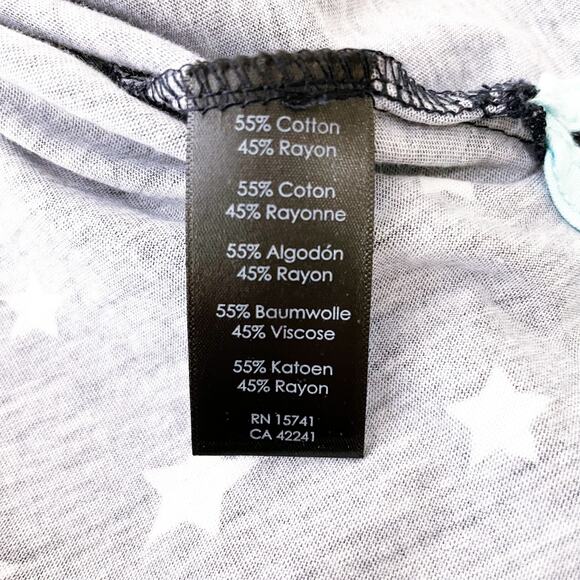 55% Cotton
45% Rayon
55% Coton
45% Rayonne
55% Algodón
45% Rayon
55% Baumwolle
45% Viscose
55% Katoen
45% Rayon
RN 15741
CA 42241